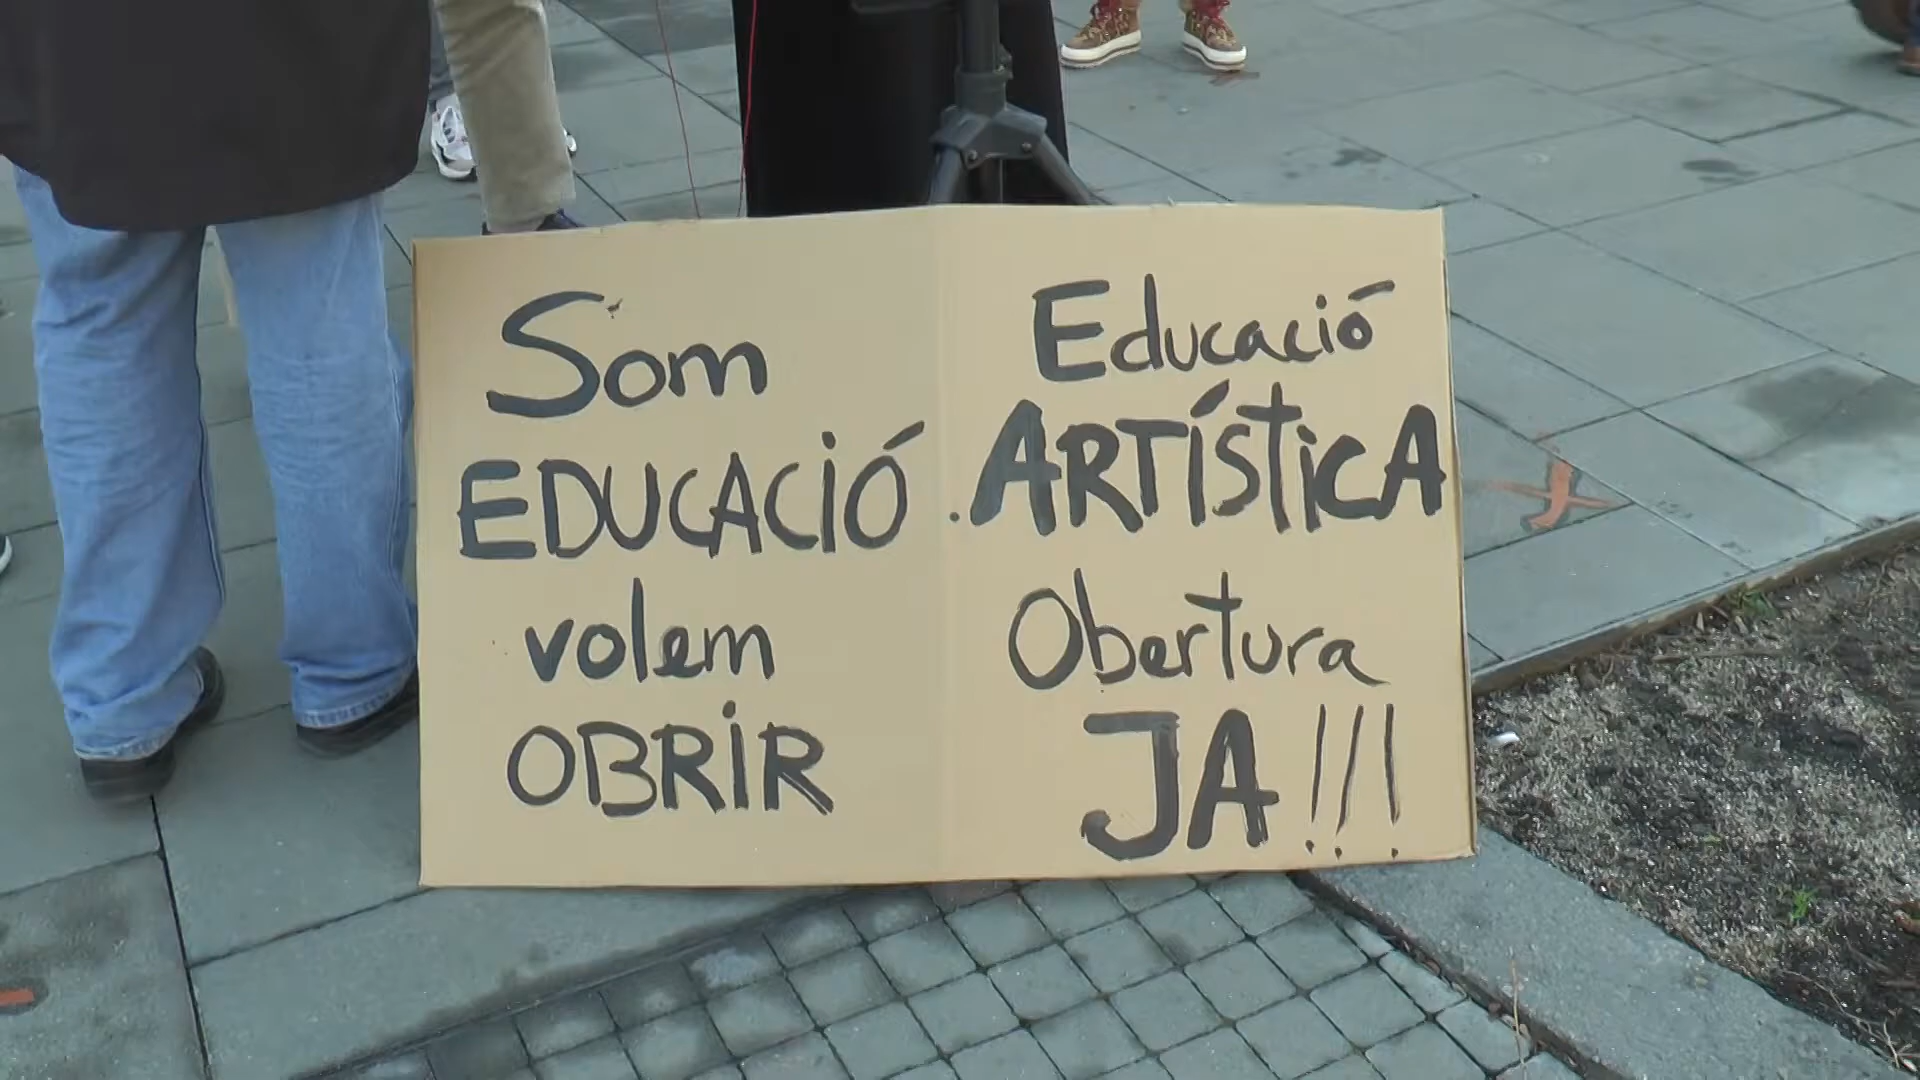 Som
EDUCACIÓ
volem
OBRIR
Educació
ARTÍSTICA
Obertura
JA!!!